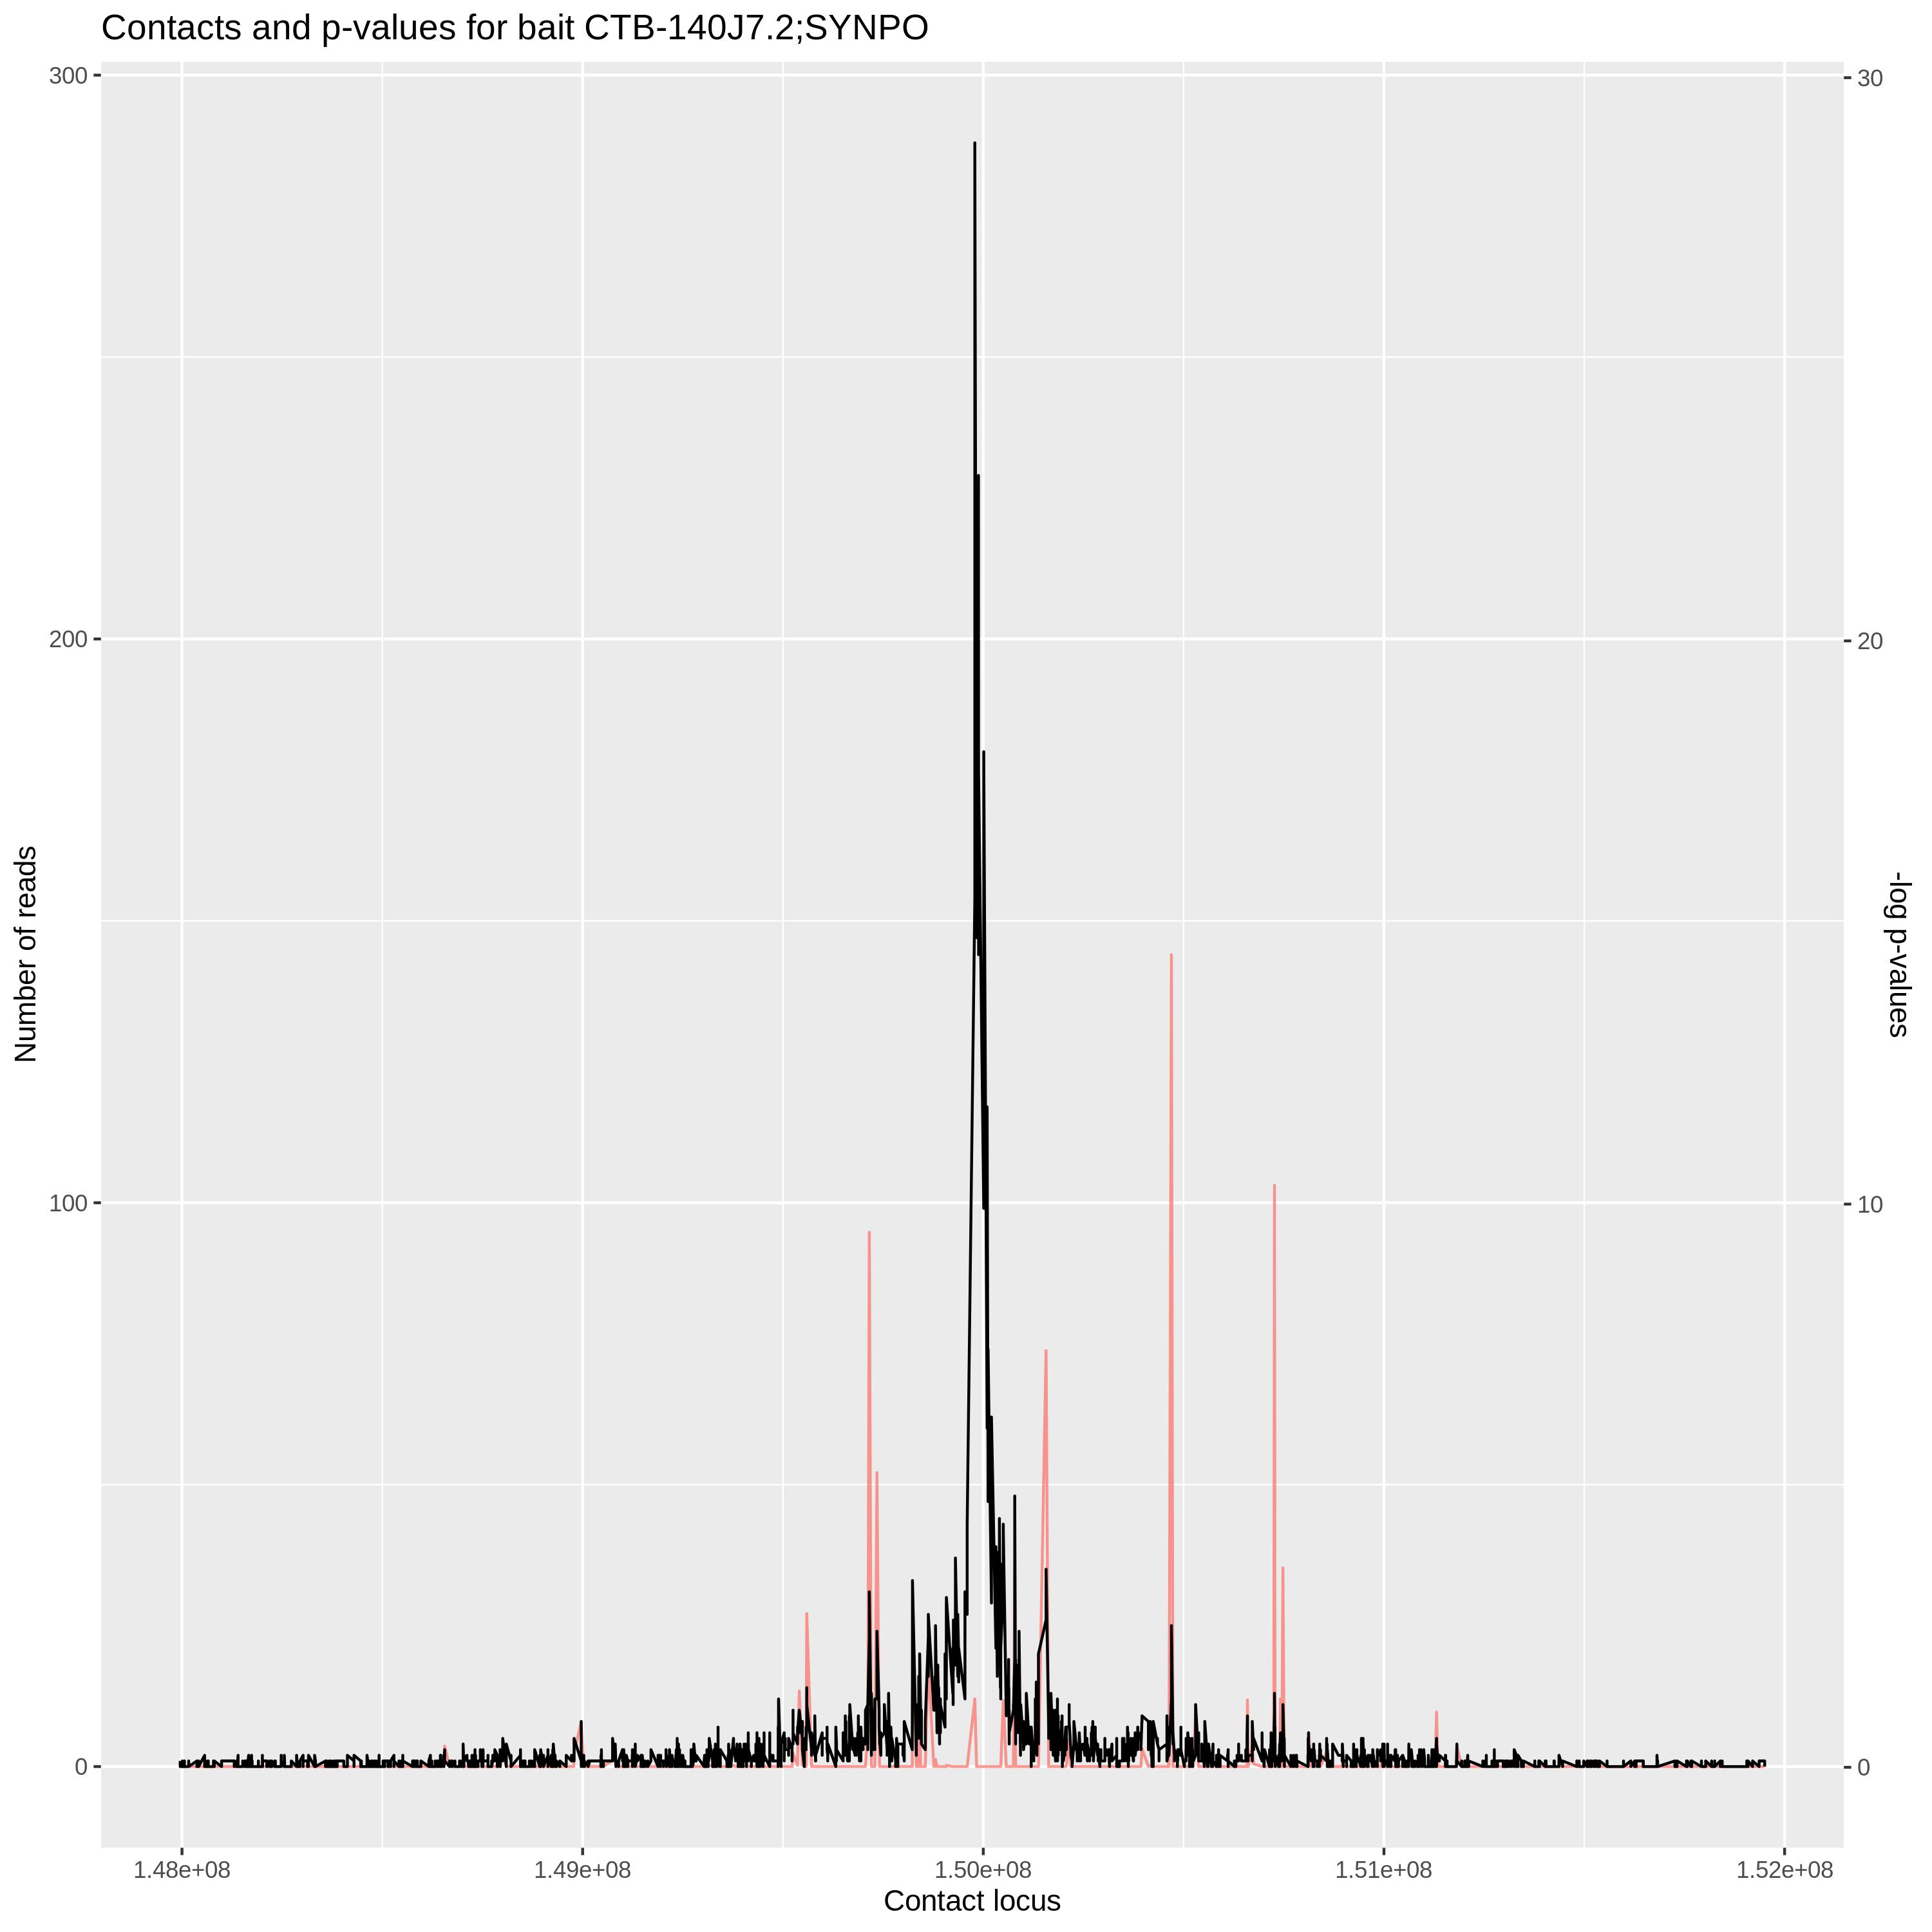 Contacts and p-values for bait CTB-140J7.2;SYNPO
300
200
100
0
Number of reads
30
20
10
0
-log p-values
1.48e+08 1.49e+08 1.50e+08 1.51e+08 1.52e+08
Contact locus